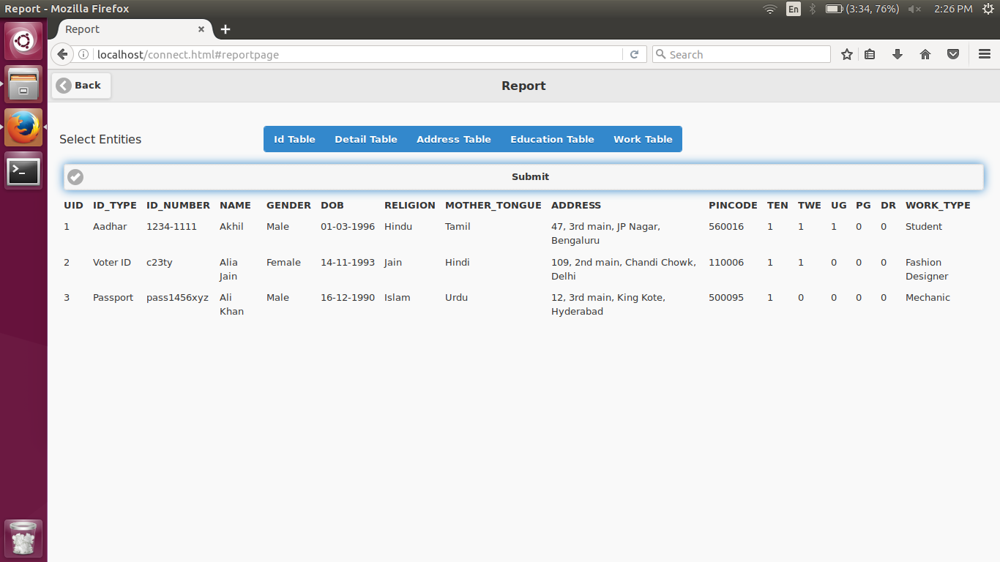 Report - Mozilla Firefox
En
(3:34, 76%)
2:26 PM
Report
localhost/connect.html#reportpage
Search
Back
Report
Select Entities
Id Table Detail Table Address Table Education Table Work Table
Submit
UID ID_TYPE ID_NUMBER NAME GENDER DOB RELIGION MOTHER_TONGUE ADDRESS PINCODE TEN TWE UG PG DR WORK_TYPE
1 Aadhar 1234-1111 Akhil Male 01-03-1996 Hindu Tamil 47, 3rd main, JP Nagar, 560016 1 1 1 0 0 Student
Bengaluru
2 Voter ID c23ty Alia Female 14-11-1993 Jain Hindi 109, 2nd main, Chandi Chowk, 110006 1 1 0 0 0 Fashion
Jain Delhi Designer
3 Passport pass1456xyz Ali Male 16-12-1990 Islam Urdu 12, 3rd main, King Kote, 500095 1 0 0 0 0 Mechanic
Khan Hyderabad